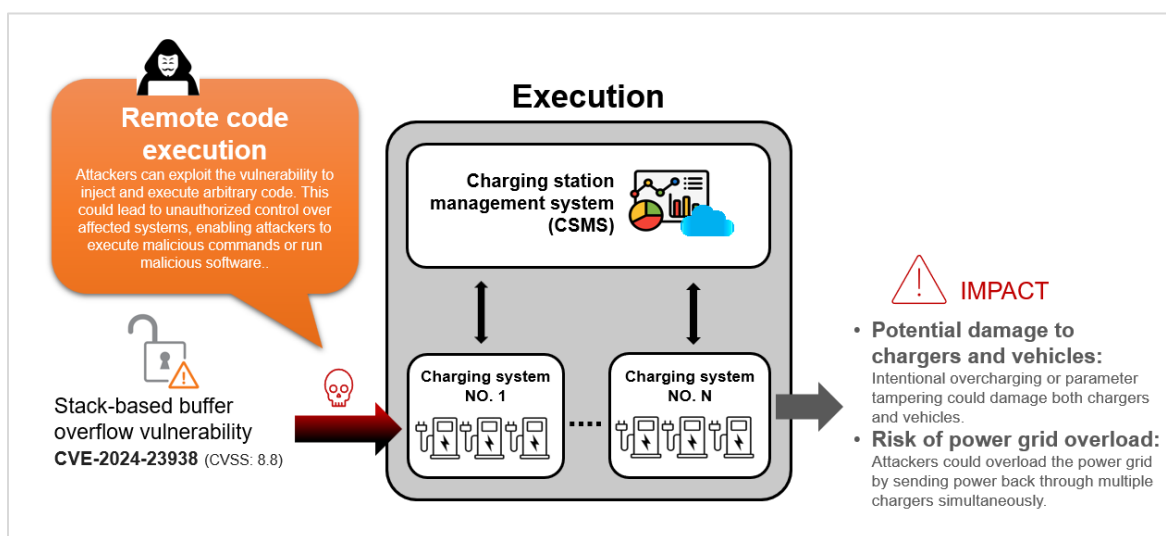 Remote code
execution
Attackers can exploit the vulnerability to
inject and execute arbitrary code. This
could lead to unauthorized control over
affected systems, enabling attackers to
execute malicious commands or run
malicious software..
Stack-based buffer
overflow vulnerability
CVE-2024-23938 (CVSS: 8.8)
Execution
Charging station
management system
(CSMS)
Charging system
NO. 1
Charging system
NO. N
IMPACT
• Potential damage to
chargers and vehicles:
Intentional overcharging or parameter
tampering could damage both chargers
and vehicles.
• Risk of power grid overload:
Attackers could overload the power grid
by sending power back through multiple
chargers simultaneously.